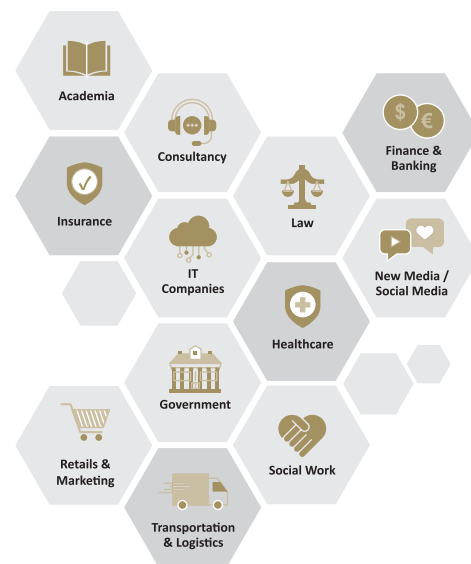 Academia
Consultancy
$
€
Finance &
Banking
Insurance
Law
IT
Companies
New Media /
Social Media
Healthcare
Government
Retails &
Marketing
Social Work
Transportation
& Logistics